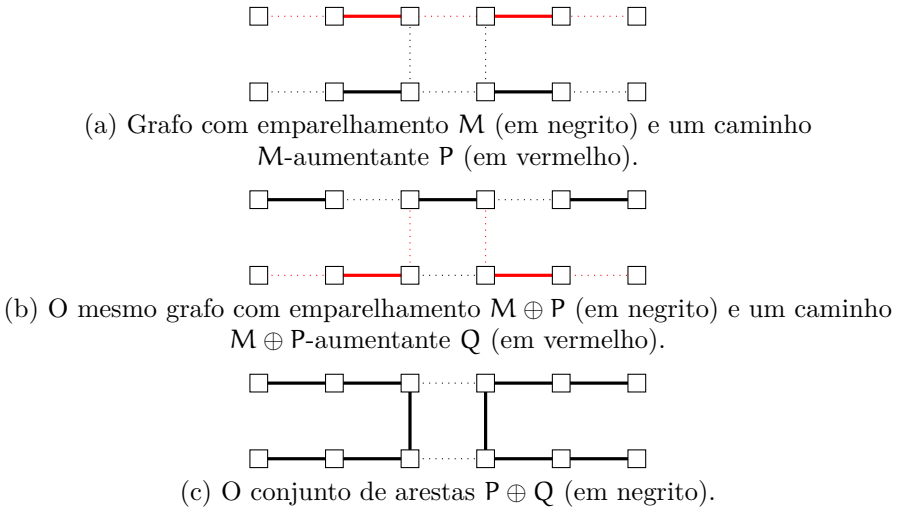 (a) Grafo com emparelhamento M (em negrito) e um caminho
M-aumentante P (em vermelho).
(b) O mesmo grafo com emparelhamento M ⊕ P (em negrito) e um caminho
M ⊕ P-aumentante Q (em vermelho).
(c) O conjunto de arestas P ⊕ Q (em negrito).